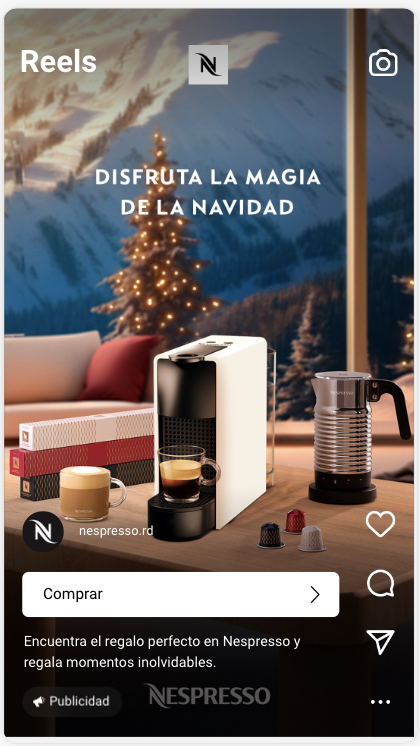 Reels
N
DISFRUTA LA MAGIA
DE LA NAVIDAD
NESPRESSO
N
nespresso.rd
Comprar
Encuentra el regalo perfecto en Nespresso y
regala momentos inolvidables.
Publicidad
NESPRESSO